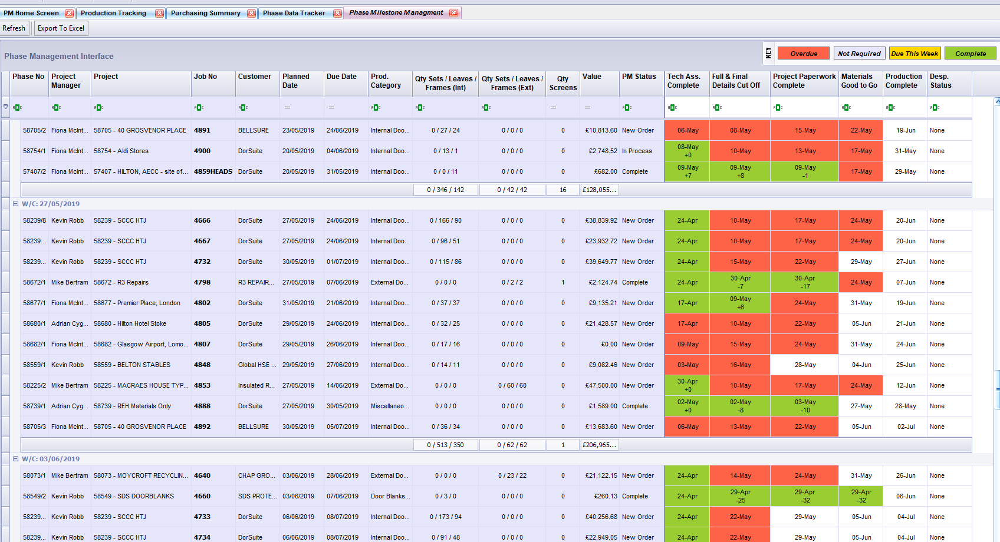 PM Home Screen Production Tracking Purchasing Summary Phase Data Tracker Phase Milestone Managment
Refresh Export To Excel
Phase Management Interface KEY Overdue Not Required Due This Week Complete
Phase No Project Manager Project Job No Customer Planned Date Due Date Prod. Category Qty Sets / Leaves / Frames (Int) Qty Sets / Leaves / Frames (Ext) Qty Screens Value PM Status Tech Ass. Complete Full & Final Details Cut Off Project Paperwork Complete Materials Good to Go Production Complete Desp. Status
58705/2 Fiona McInt... 58705 - 40 GROSVENOR PLACE 4891 BELLSURE 23/05/2019 24/06/2019 Internal Doo... 0 / 27 / 24 0 / 0 / 0 0 £10,813.60 New Order 06-May 08-May 15-May 22-May 19-Jun None
58754/1 Fiona McInt... 58754 - Aldi Stores 4900 DorSuite 20/05/2019 04/06/2019 Internal Doo... 0 / 13 / 1 0 / 0 / 0 0 £2,748.52 In Process 08-May +0 10-May 13-May 17-May 31-May None
57407/2 Fiona McInt... 57407 - HILTON, AECC - site of... 4859HEADS DorSuite 20/05/2019 31/05/2019 Internal Doo... 0 / 0 / 11 0 / 0 / 0 0 £682.00 Complete 09-May +7 09-May +8 09-May -1 17-May 29-May None
0 / 346 / 142 0 / 42 / 42 16 £128,055...
W/C: 27/05/2019
58239/8 Kevin Robb 58239 - SCCC HTJ 4666 DorSuite 27/05/2019 24/06/2019 Internal Doo... 0 / 166 / 90 0 / 0 / 0 0 £38,839.92 New Order 24-Apr 10-May 17-May 24-May 20-Jun None
58239... Kevin Robb 58239 - SCCC HTJ 4667 DorSuite 27/05/2019 24/06/2019 Internal Doo... 0 / 96 / 51 0 / 0 / 0 0 £23,932.72 New Order 24-Apr 10-May 17-May 24-May 20-Jun None
58239... Kevin Robb 58239 - SCCC HTJ 4732 DorSuite 30/05/2019 01/07/2019 Internal Doo... 0 / 115 / 86 0 / 0 / 0 0 £39,649.77 New Order 24-Apr 15-May 22-May 29-May 27-Jun None
58672/1 Mike Bertram 58672 - R3 Repairs 4798 R3 REPAIR... 27/05/2019 07/06/2019 External Do... 0 / 0 / 0 0 / 2 / 2 1 £2,124.74 Complete 24-Apr 30-Apr -7 30-Apr -17 24-May 07-Jun None
58677/1 Fiona McInt... 58677 - Premier Place, London 4802 DorSuite 31/05/2019 21/06/2019 Internal Doo... 0 / 37 / 37 0 / 0 / 0 0 £9,135.21 New Order 17-Apr 09-May +6 24-May 31-May 19-Jun None
58680/1 Adrian Cyg... 58680 - Hilton Hotel Stoke 4805 DorSuite 29/05/2019 24/06/2019 Internal Doo... 0 / 32 / 25 0 / 0 / 0 0 £21,428.57 New Order 17-Apr 10-May 22-May 05-Jun 21-Jun None
58682/1 Fiona McInt... 58682 - Glasgow Airport, Lomo... 4807 DorSuite 29/05/2019 26/06/2019 Internal Doo... 0 / 17 / 16 0 / 0 / 0 0 £0.00 New Order 09-May 15-May 24-May 31-May 24-Jun None
58559/1 Kevin Robb 58559 - BELTON STABLES 4848 Global HSE ... 29/05/2019 27/06/2019 Internal Doo... 0 / 14 / 11 0 / 0 / 0 0 £9,082.46 New Order 03-May 16-May 28-May 04-Jun 25-Jun None
58225/2 Mike Bertram 58225 - MACRAES HOUSE TYP... 4853 Insulated R... 27/05/2019 14/06/2019 External Do... 0 / 0 / 0 0 / 60 / 60 0 £47,500.00 New Order 30-Apr +0 10-May 17-May 24-May 12-Jun None
58739/1 Adrian Cyg... 58739 - REH Materials Only 4888 DorSuite 27/05/2019 30/05/2019 Miscellaneo... 0 / 0 / 0 0 / 0 / 0 0 £1,589.00 Complete 02-May +0 02-May -8 03-May -10 27-May 28-May None
58705/3 Fiona McInt... 58705 - 40 GROSVENOR PLACE 4892 BELLSURE 30/05/2019 05/07/2019 Internal Doo... 0 / 36 / 34 0 / 0 / 0 0 £13,683.60 New Order 06-May 13-May 22-May 05-Jun 02-Jul None
0 / 513 / 350 0 / 62 / 62 1 £206,965...
W/C: 03/06/2019
58073/1 Mike Bertram 58073 - MOYCROFT RECYCLIN... 4640 CHAP GRO... 03/06/2019 28/06/2019 External Do... 0 / 0 / 0 0 / 23 / 22 0 £21,122.15 New Order 24-Apr 14-May 24-May 31-May 26-Jun None
58549/2 Kevin Robb 58549 - SDS DOORBLANKS 4660 SDS PROTE... 03/06/2019 07/06/2019 Door Blanks... 0 / 3 / 0 0 / 0 / 0 0 £260.13 Complete 24-Apr 29-Apr -25 29-Apr -32 29-Apr -32 06-Jun None
58239... Kevin Robb 58239 - SCCC HTJ 4733 DorSuite 06/06/2019 08/07/2019 Internal Doo... 0 / 173 / 94 0 / 0 / 0 0 £40,256.68 New Order 24-Apr 22-May 29-May 05-Jun 04-Jul None
58239... Kevin Robb 58239 - SCCC HTJ 4734 DorSuite 06/06/2019 08/07/2019 Internal Doo... 0 / 91 / 48 0 / 0 / 0 0 £22,949.05 New Order 24-Apr 22-May 29-May 05-Jun 04-Jul None